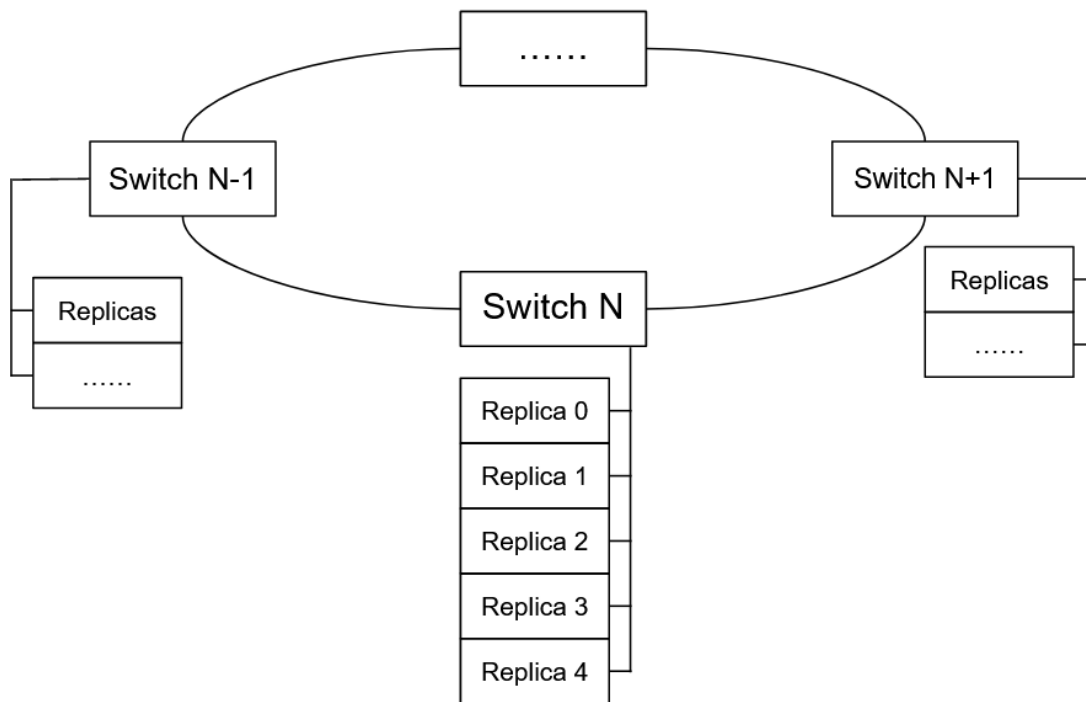 ......
Switch N-1
Switch N+1
Switch N
Replicas
......
Replicas
......
Replica 0
Replica 1
Replica 2
Replica 3
Replica 4